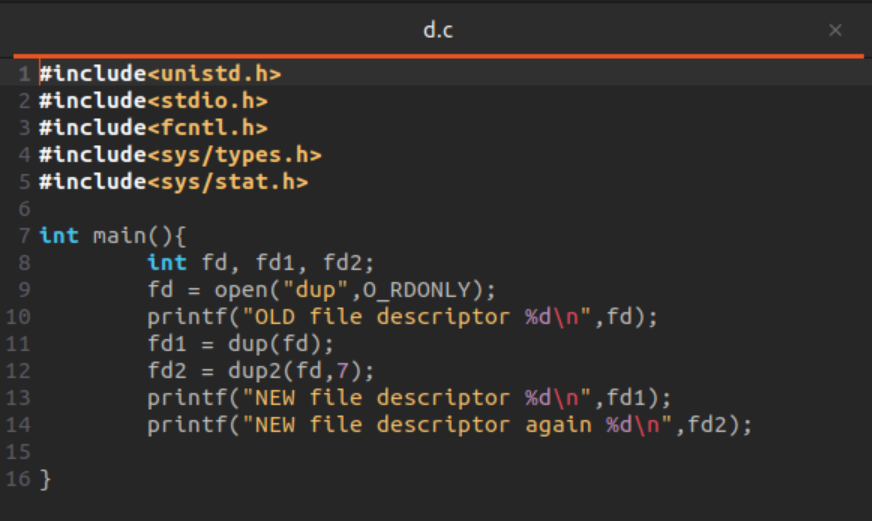 d.c ×
1 #include<unistd.h>
2 #include<stdio.h>
3 #include<fcntl.h>
4 #include<sys/types.h>
5 #include<sys/stat.h>
6
7 int main(){
8         int fd, fd1, fd2;
9         fd = open("dup",O_RDONLY);
10         printf("OLD file descriptor %d\n",fd);
11         fd1 = dup(fd);
12         fd2 = dup2(fd,7);
13         printf("NEW file descriptor %d\n",fd1);
14         printf("NEW file descriptor again %d\n",fd2);
15
16 }